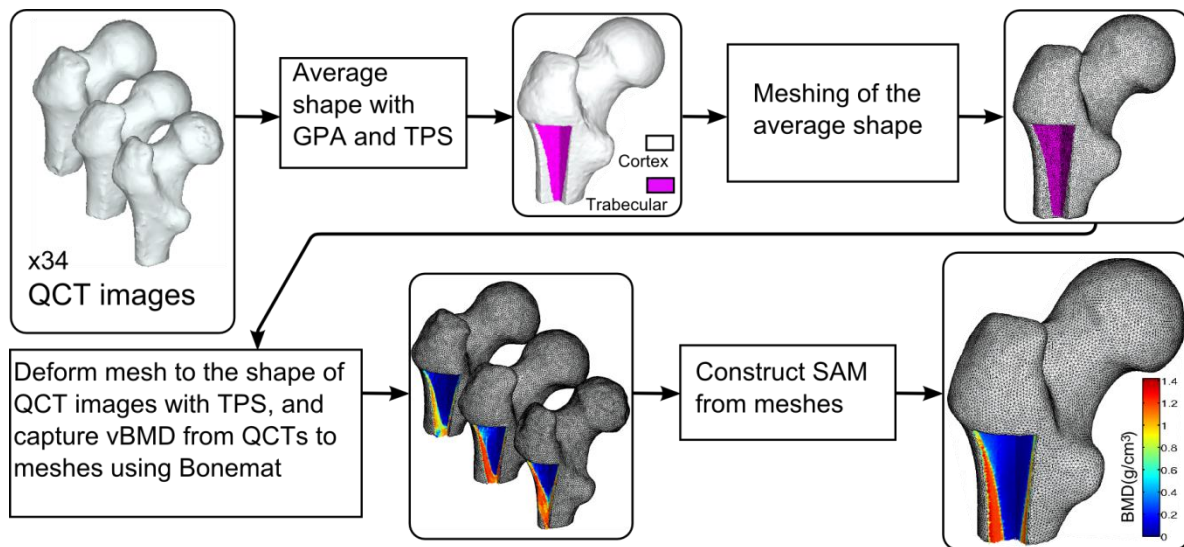 x34
QCT images
Average
shape with
GPA and TPS
Cortex
Trabecular
Meshing of the
average shape
Deform mesh to the shape of
QCT images with TPS, and
capture vBMD from QCTs to
meshes using Bonemat
Construct SAM
from meshes
BMD(g/cm³)
1.4
1.2
1
0.8
0.6
0.4
0.2
0